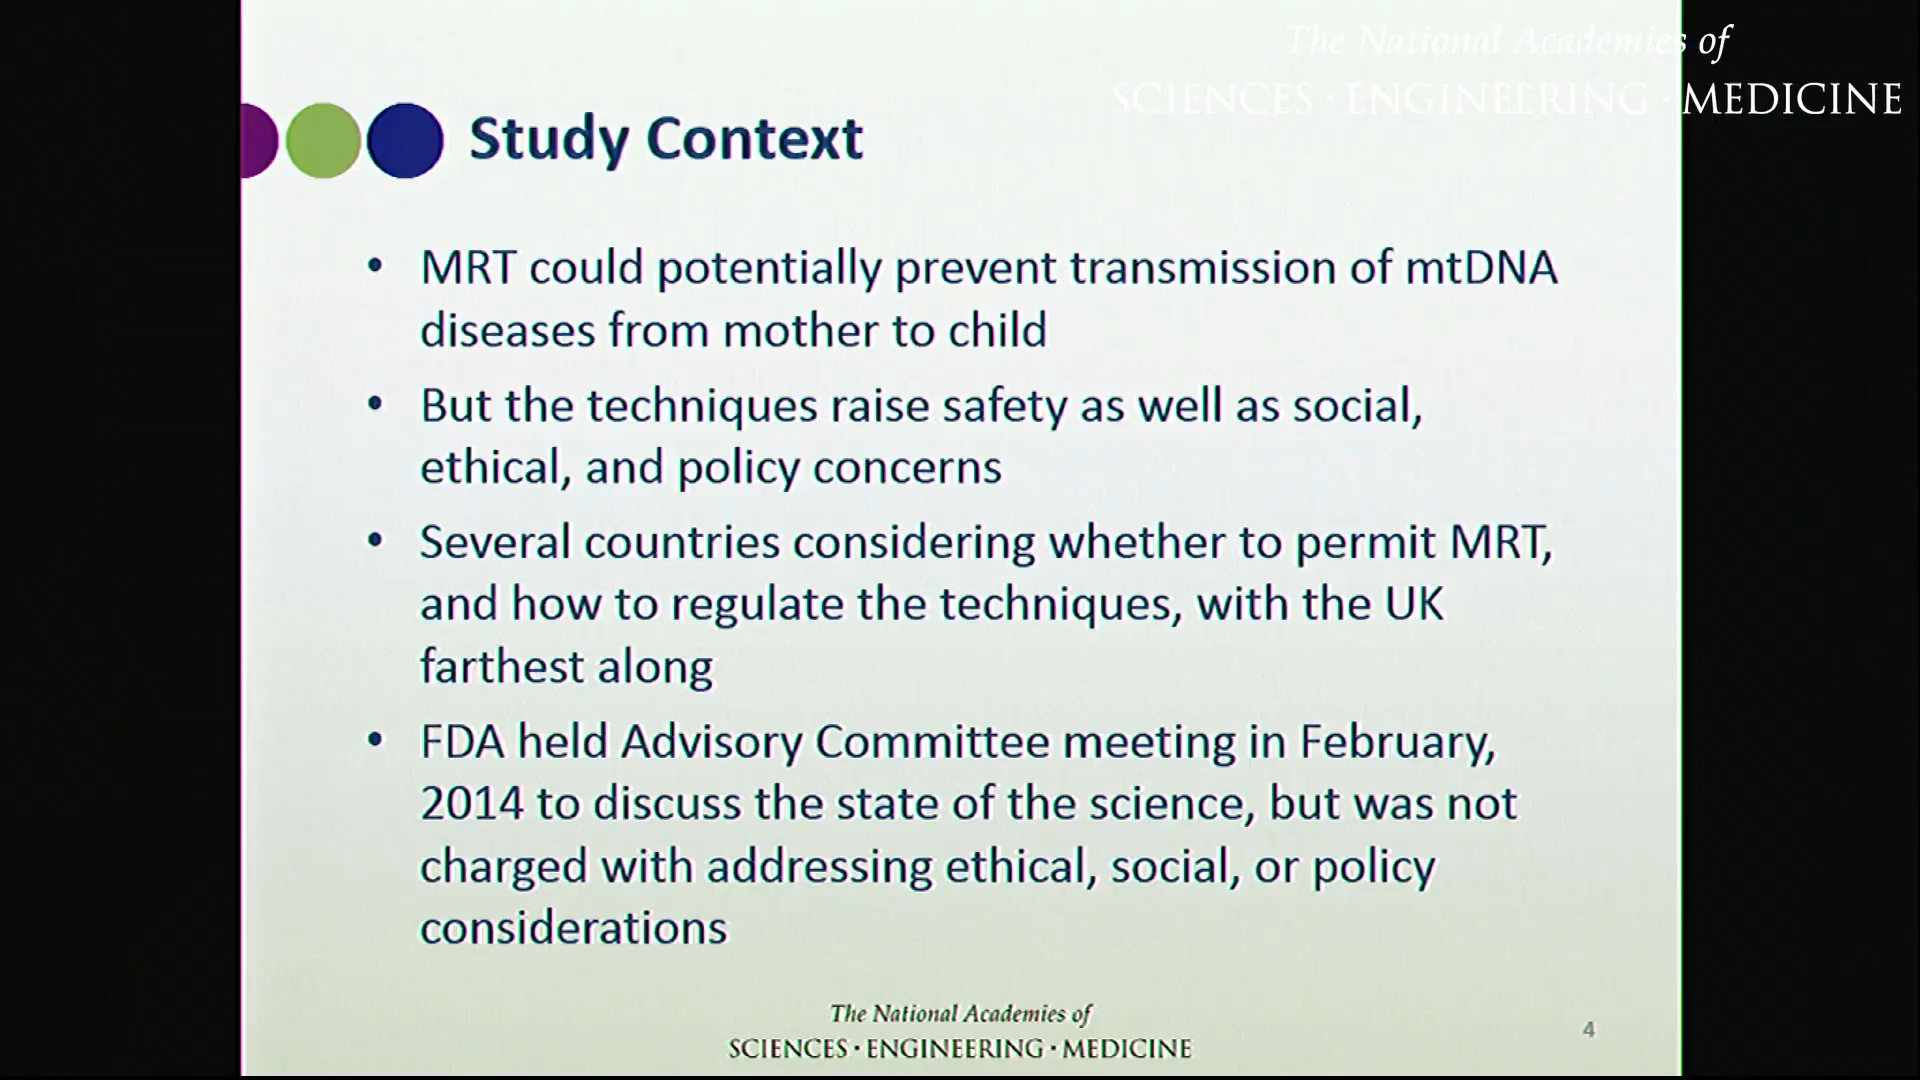 The National Academies of
SCIENCES · ENGINEERING · MEDICINE
Study Context
• MRT could potentially prevent transmission of mtDNA
diseases from mother to child
• But the techniques raise safety as well as social,
ethical, and policy concerns
• Several countries considering whether to permit MRT,
and how to regulate the techniques, with the UK
farthest along
• FDA held Advisory Committee meeting in February,
2014 to discuss the state of the science, but was not
charged with addressing ethical, social, or policy
considerations
The National Academies of
SCIENCES · ENGINEERING · MEDICINE
4